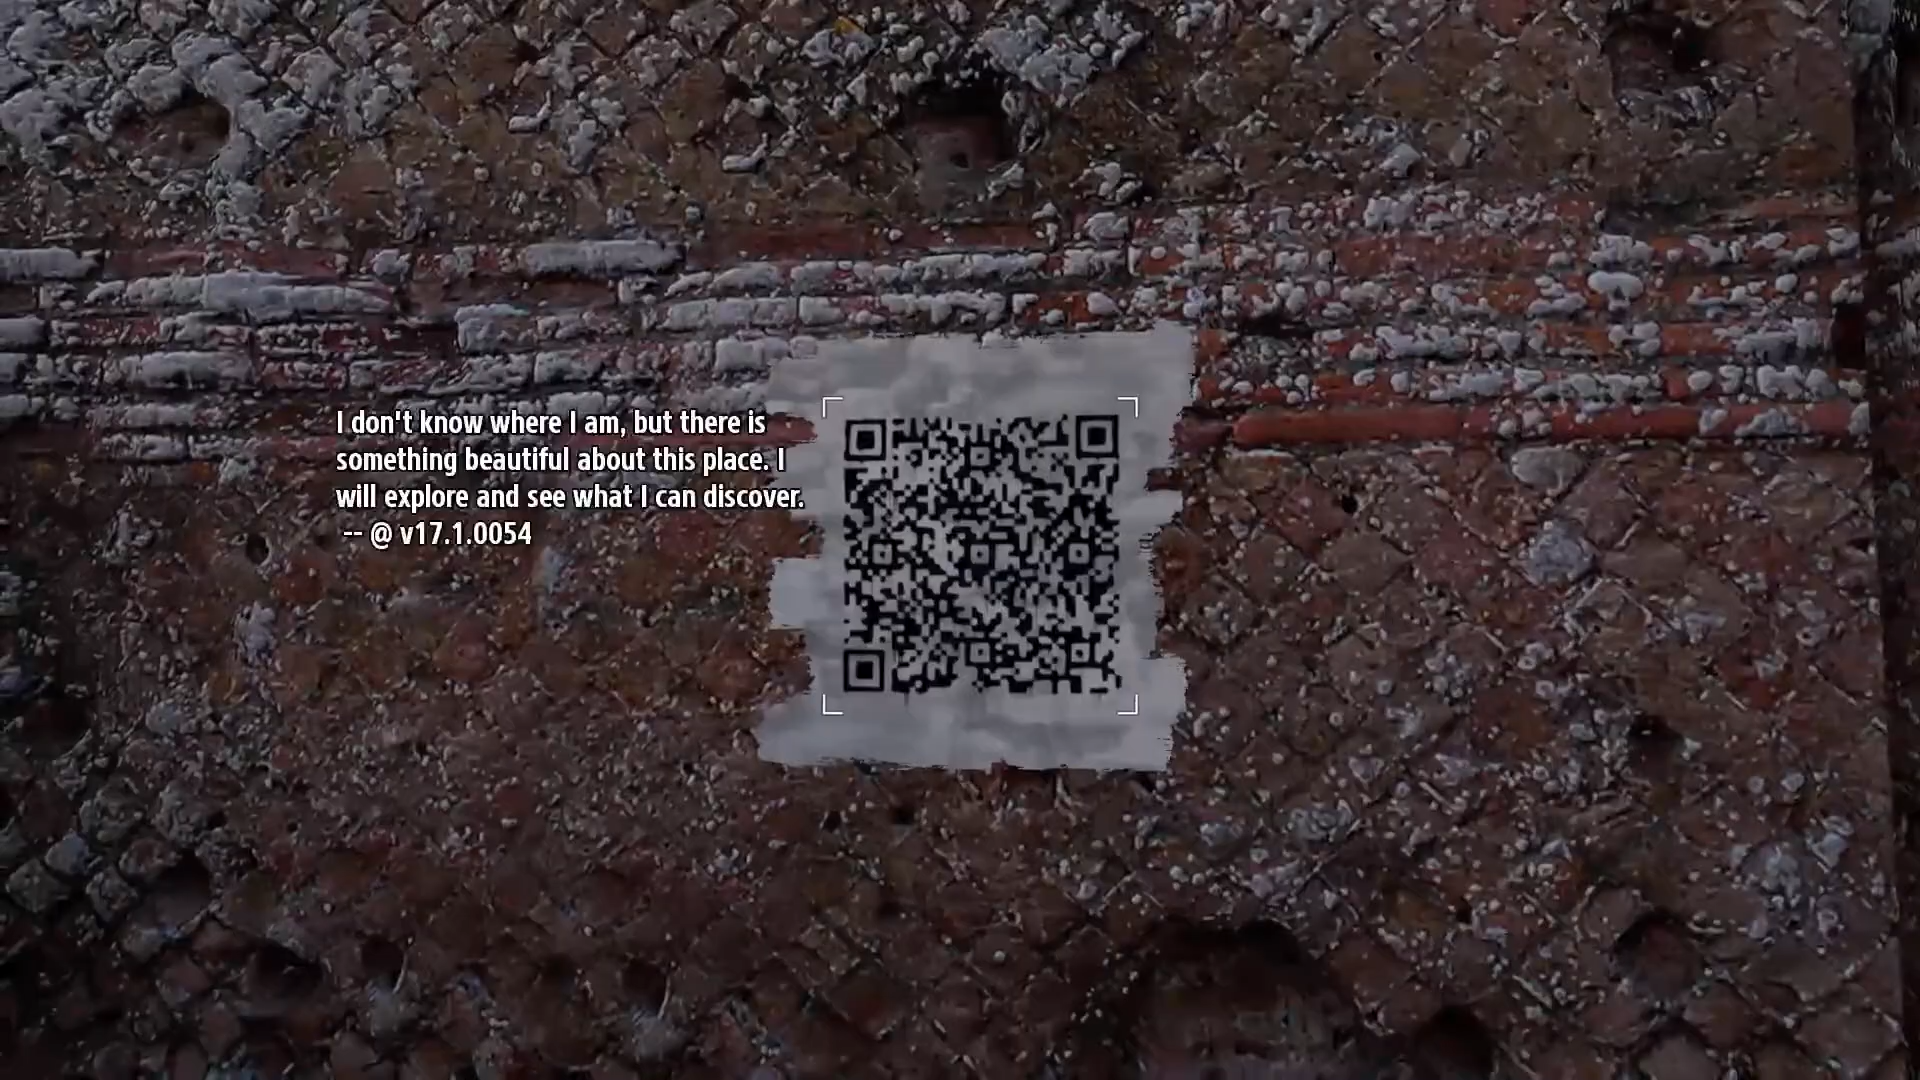 I don't know where I am, but there is
something beautiful about this place. I
will explore and see what I can discover.
-- @ v17.1.0054